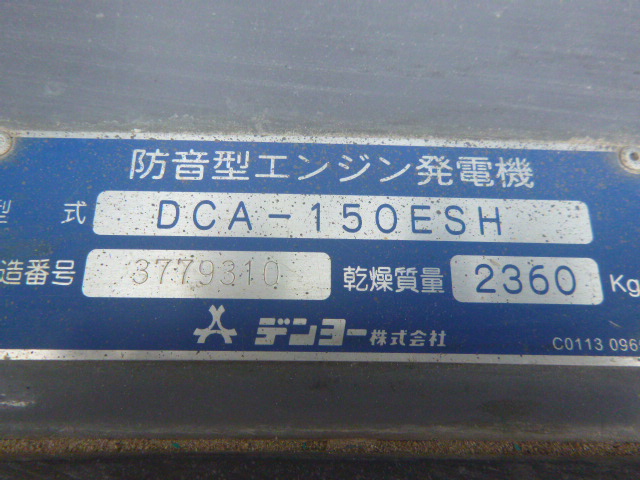 防音型エンジン発電機
型 式 DCA-150ESH
造番号 3779310 乾燥質量 2360 Kg
デンヨー株式会社
C0113 096